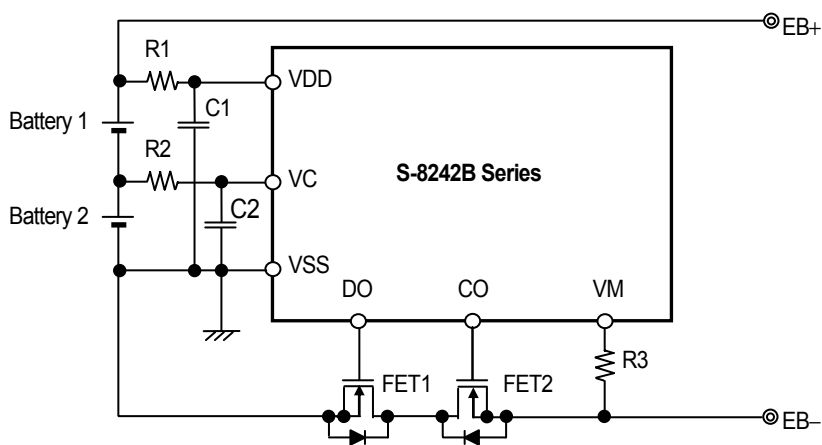 EB+
R1
VDD
Battery 1
C1
R2
VC
S-8242B Series
Battery 2
C2
VSS
DO
CO
VM
FET1
FET2
R3
EB−